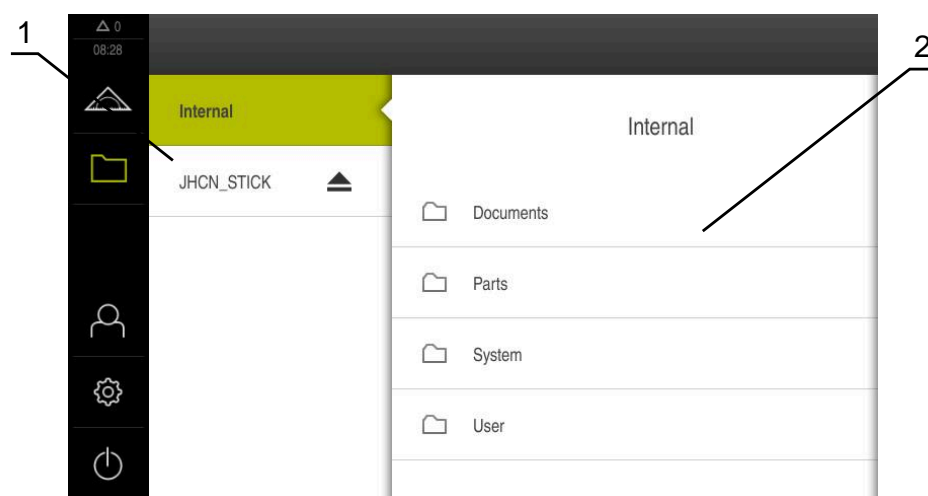 1
2
0
08:28
Internal
JHCN_STICK
Internal
Documents
Parts
System
User